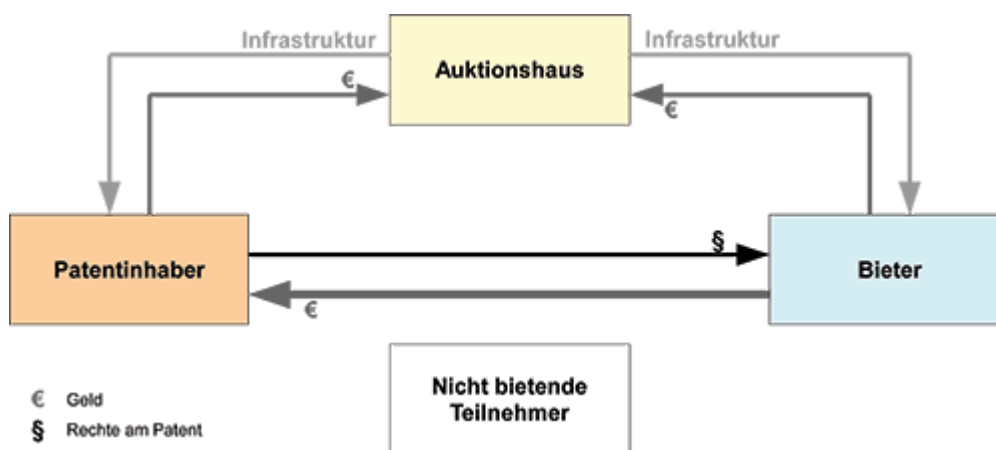 Infrastruktur
Infrastruktur
Auktionshaus
€
€
Patentinhaber
§
Bieter
€
Nicht bietende
Teilnehmer
€ Geld
§ Rechte am Patent